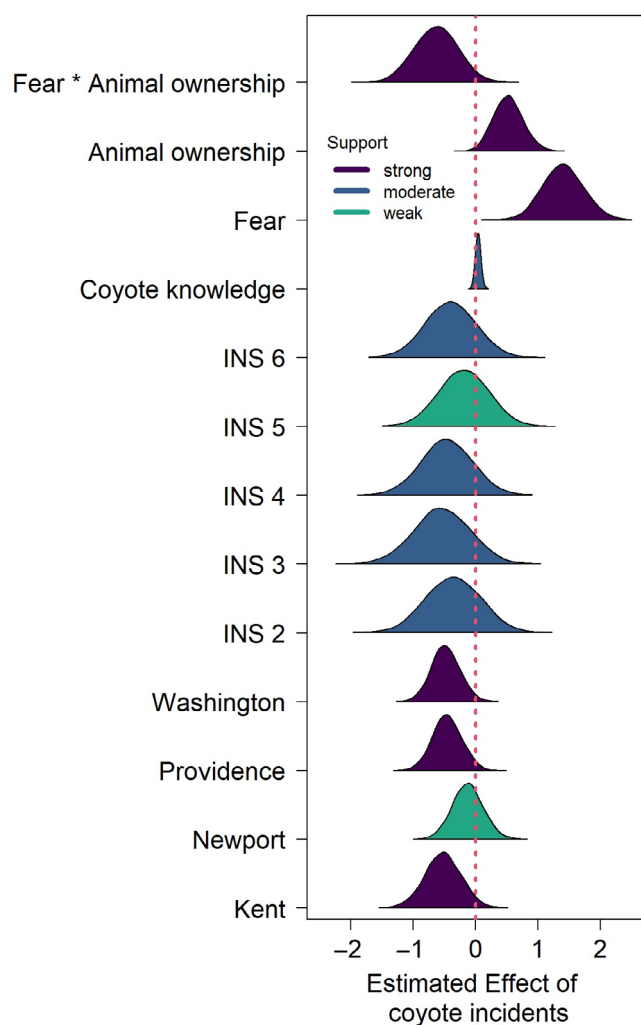 Fear * Animal ownership
Animal ownership
Support
strong
moderate
weak
Fear
Coyote knowledge
INS 6
INS 5
INS 4
INS 3
INS 2
Washington
Providence
Newport
Kent
−2 −1 0 1 2
Estimated Effect of
coyote incidents